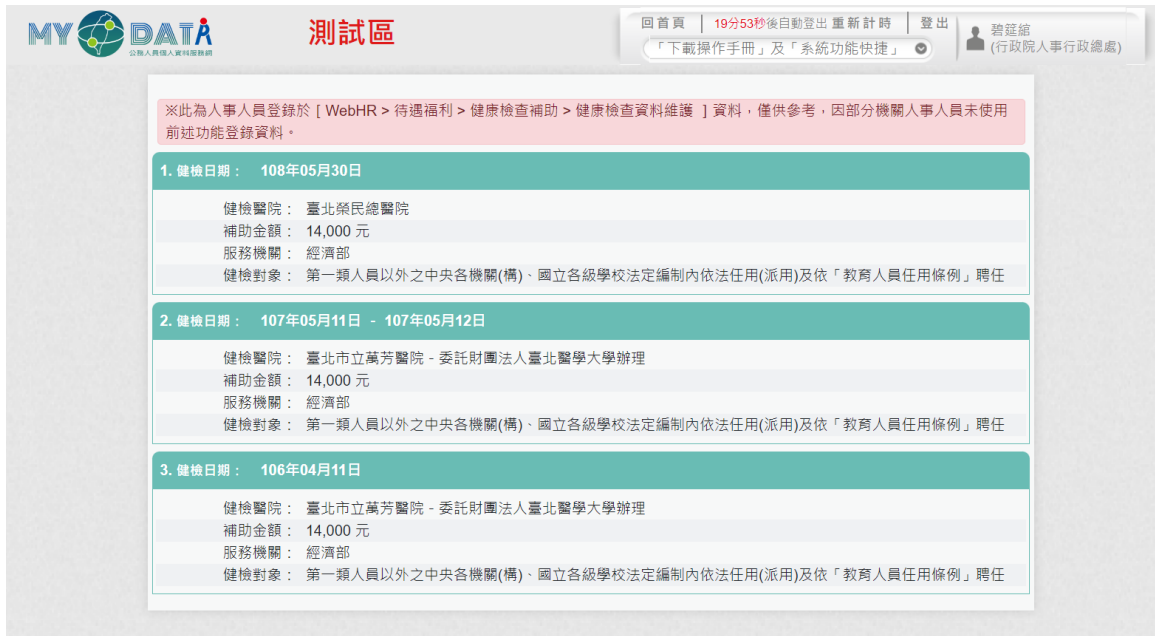 MY DATA
公務人員個人資料服務網
測試區
回首頁 19分53秒後自動登出 重新計時 登出
「下載操作手冊」及「系統功能快捷」
碧筵綰
(行政院人事行政總處)
※此為人事人員登錄於 [ WebHR > 待遇福利 > 健康檢查補助 > 健康檢查資料維護 ] 資料，僅供參考，因部分機關人事人員未使用
前述功能登錄資料。
1. 健檢日期： 108年05月30日
健檢醫院： 臺北榮民總醫院
補助金額： 14,000 元
服務機關： 經濟部
健檢對象： 第一類人員以外之中央各機關(構)、國立各級學校法定編制內依法任用(派用)及依「教育人員任用條例」聘任
2. 健檢日期： 107年05月11日 - 107年05月12日
健檢醫院： 臺北市立萬芳醫院－委託財團法人臺北醫學大學辦理
補助金額： 14,000 元
服務機關： 經濟部
健檢對象： 第一類人員以外之中央各機關(構)、國立各級學校法定編制內依法任用(派用)及依「教育人員任用條例」聘任
3. 健檢日期： 106年04月11日
健檢醫院： 臺北市立萬芳醫院－委託財團法人臺北醫學大學辦理
補助金額： 14,000 元
服務機關： 經濟部
健檢對象： 第一類人員以外之中央各機關(構)、國立各級學校法定編制內依法任用(派用)及依「教育人員任用條例」聘任